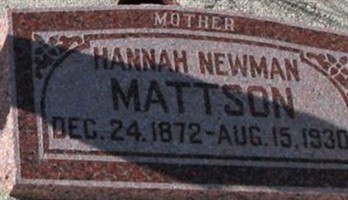 MOTHER
HANNAH NEWMAN
MATTSON
DEC. 24. 1872 - AUG. 15, 1930